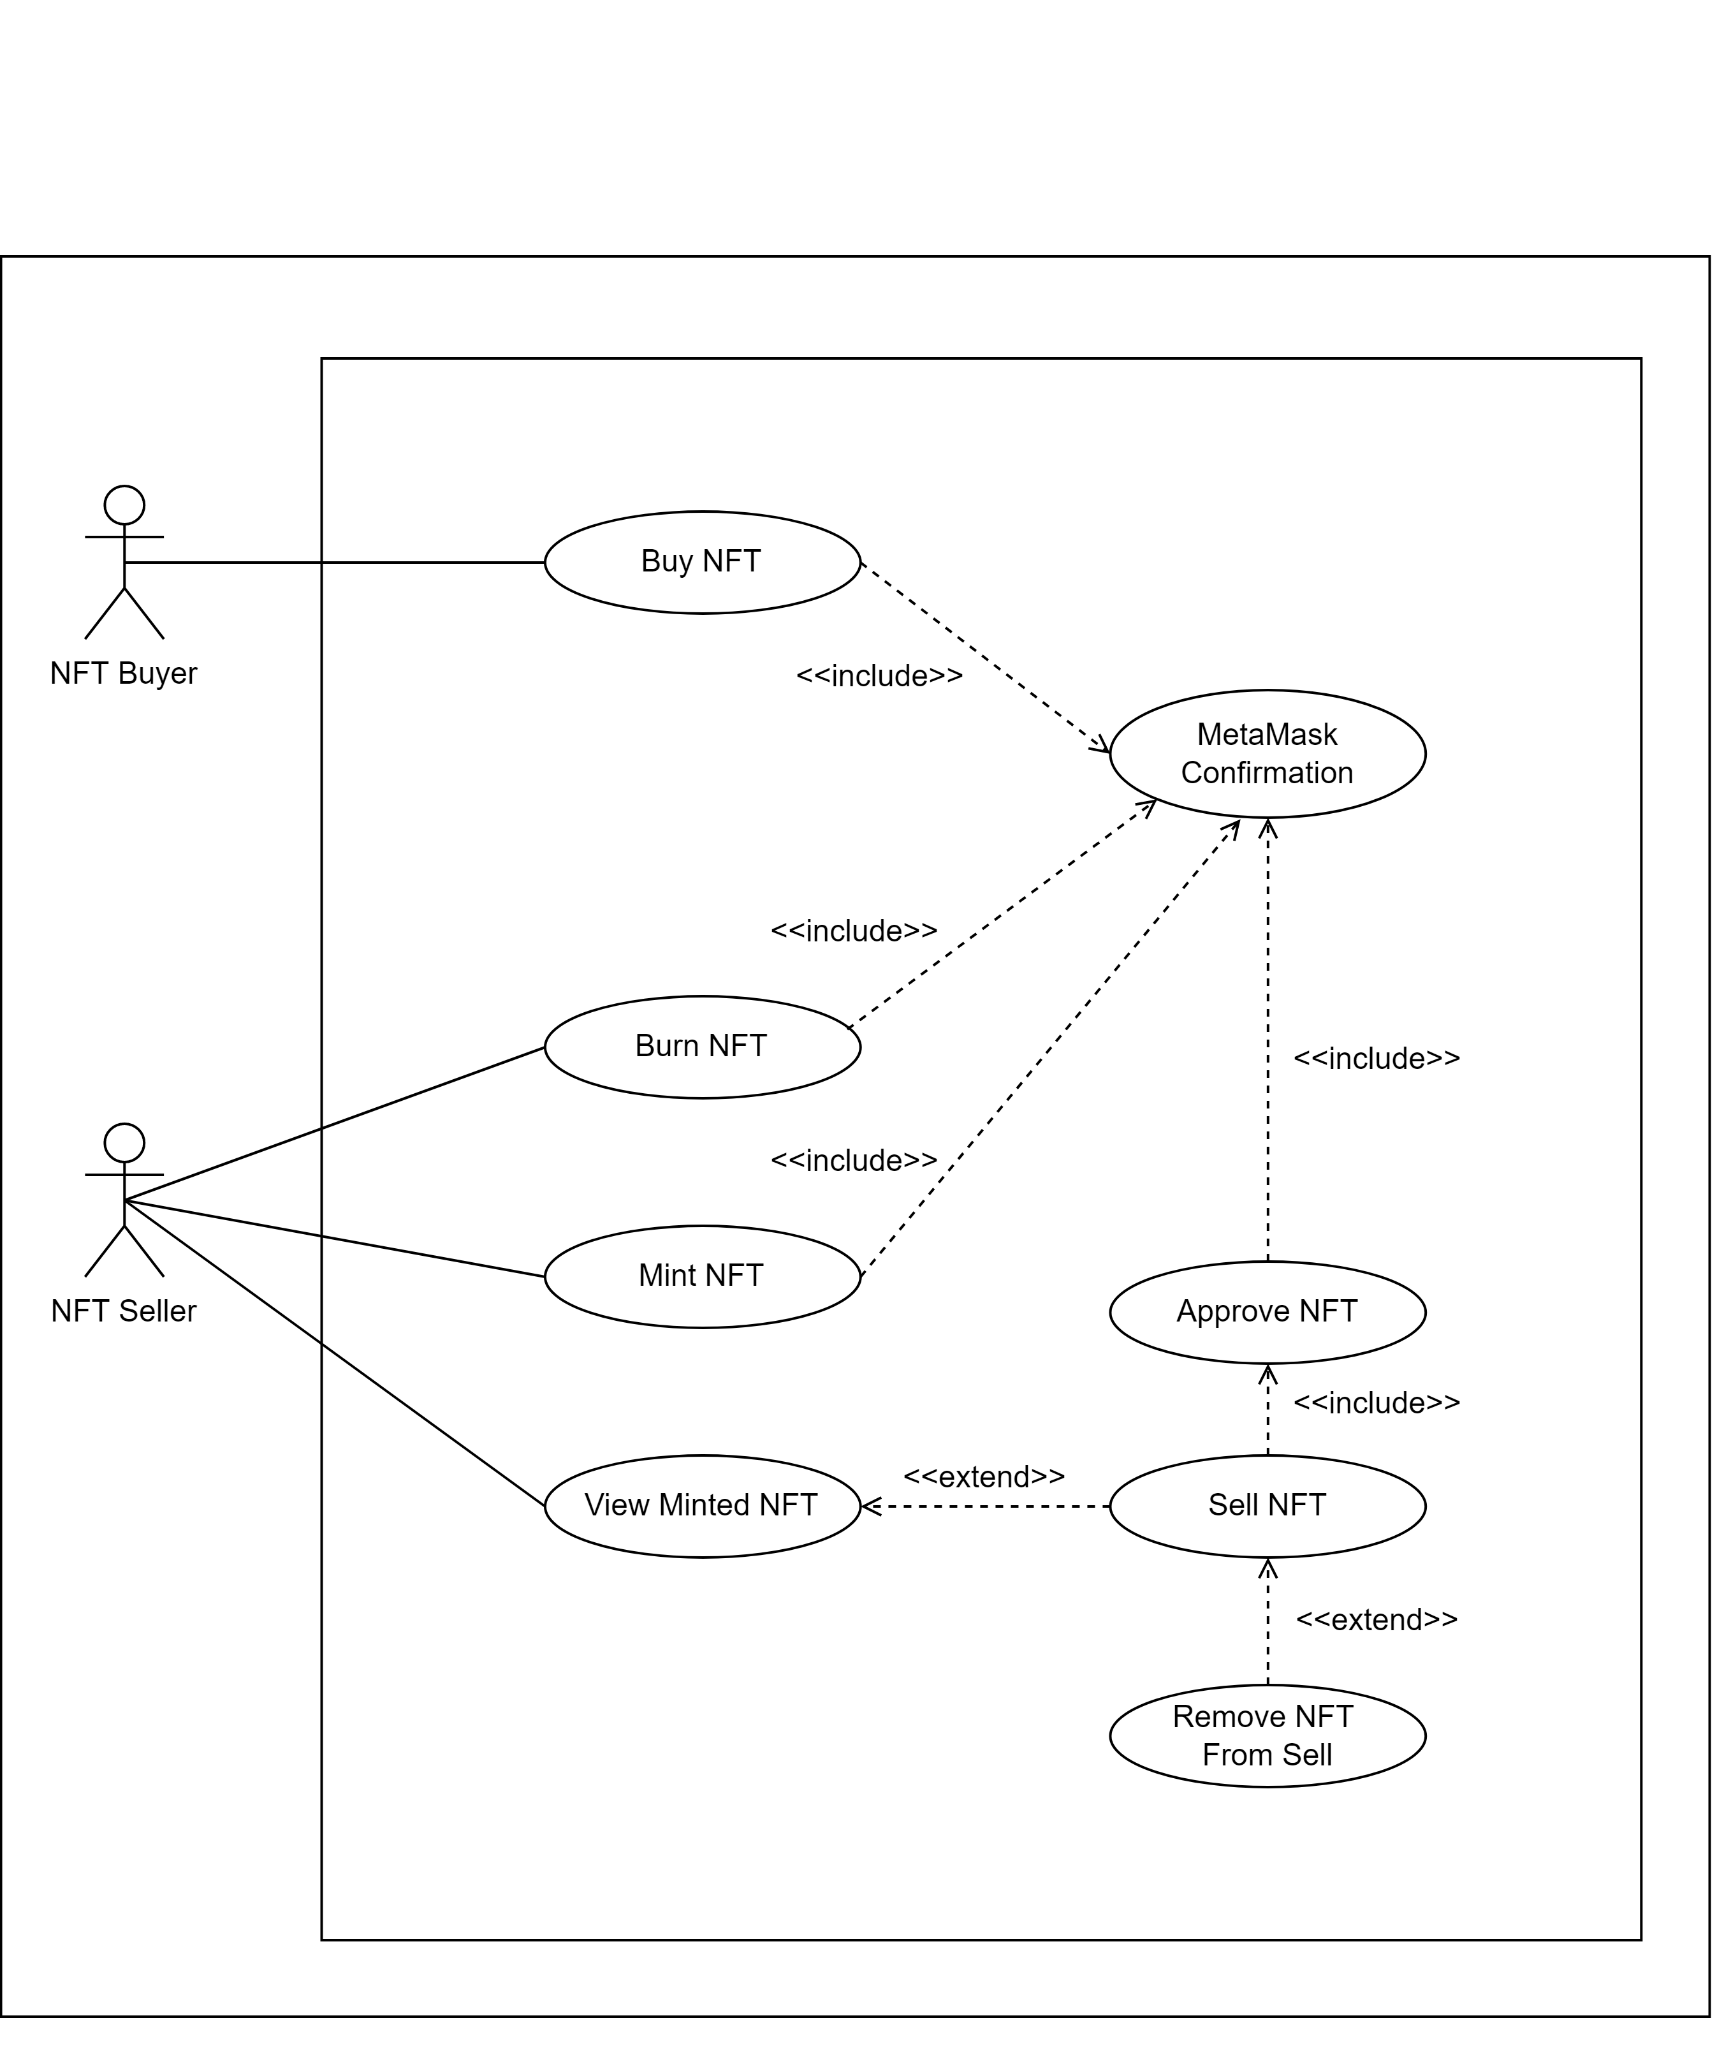 Buy NFT
NFT Buyer
<<include>>
MetaMask
Confirmation
<<include>>
Burn NFT
<<include>>
<<include>>
Mint NFT
NFT Seller
Approve NFT
<<include>>
<<extend>>
View Minted NFT
Sell NFT
<<extend>>
Remove NFT
From Sell